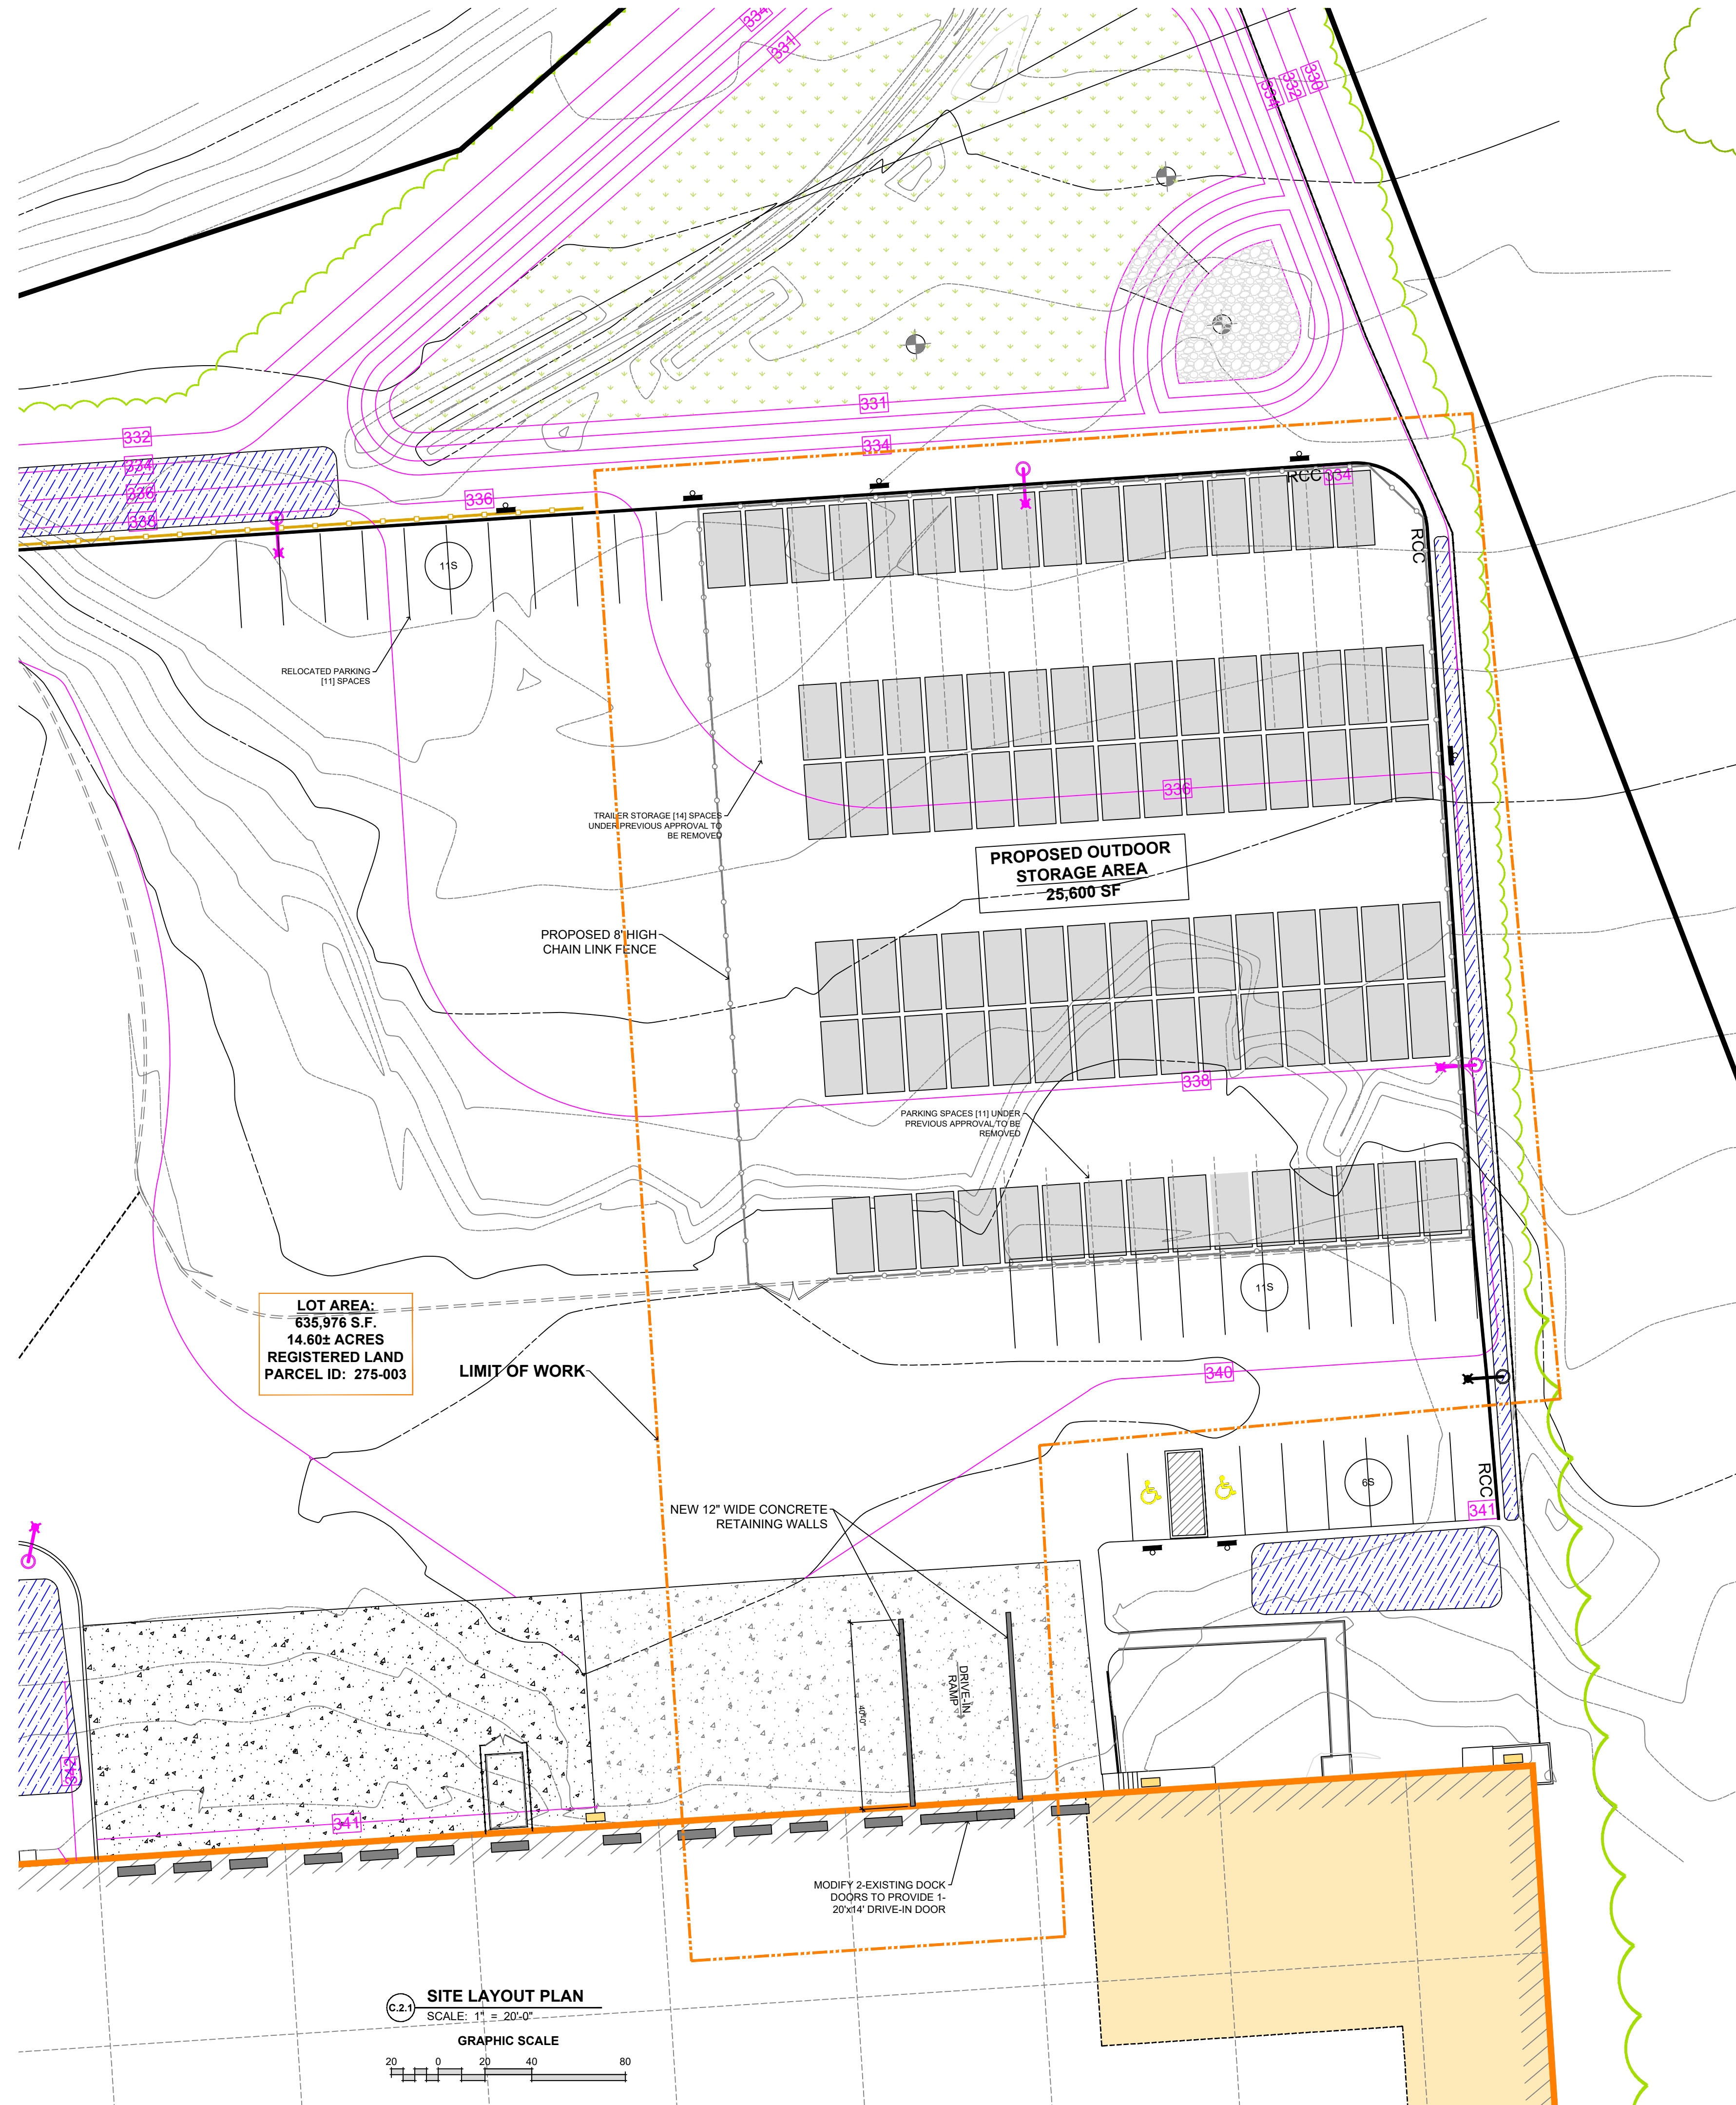 334
331
334
332
330
332
334
336
338
336
331
334
RCC
334
RCC
11S
RELOCATED PARKING
[11] SPACES
TRAILER STORAGE [14] SPACES
UNDER PREVIOUS APPROVAL TO
BE REMOVED
336
PROPOSED OUTDOOR
STORAGE AREA
25,600 SF
PROPOSED 8' HIGH
CHAIN LINK FENCE
338
PARKING SPACES [11] UNDER
PREVIOUS APPROVAL TO BE
REMOVED
11S
LOT AREA:
635,976 S.F.
14.60± ACRES
REGISTERED LAND
PARCEL ID: 275-003
LIMIT OF WORK
340
6S
RCC
341
NEW 12" WIDE CONCRETE
RETAINING WALLS
DRIVE-IN
RAMP
40'-0"
341
MODIFY 2-EXISTING DOCK
DOORS TO PROVIDE 1-
20'x14' DRIVE-IN DOOR
C.2.1
SITE LAYOUT PLAN
SCALE: 1" = 20'-0"
GRAPHIC SCALE
20 0 20 40 80